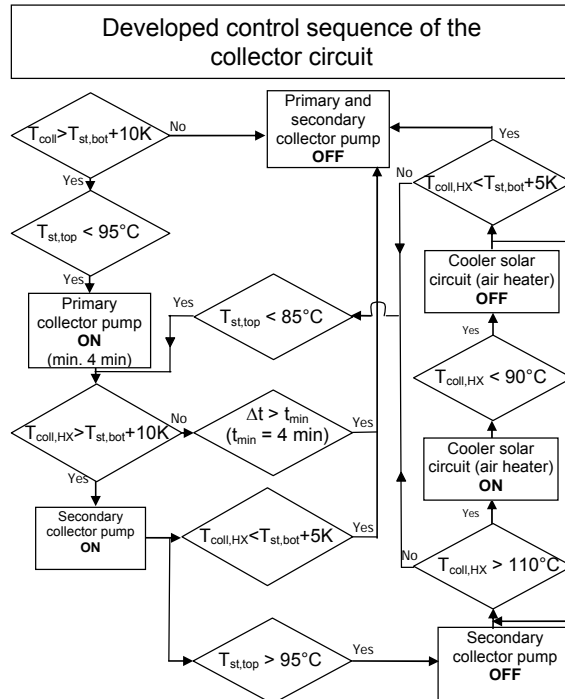 Developed control sequence of the
collector circuit
Primary and
secondary
collector pump
OFF
T_coll>T_st,bot+10K
No
Yes
Yes
No
T_coll,HX<T_st,bot+5K
T_st,top < 95°C
Yes
Cooler solar
circuit (air heater)
OFF
Primary
collector pump
ON
(min. 4 min)
Yes
T_st,top < 85°C
Yes
T_coll,HX < 90°C
T_coll,HX>T_st,bot+10K
No
Δt > t_min
(t_min = 4 min)
Yes
Cooler solar
circuit (air heater)
ON
Yes
Yes
Secondary
collector pump
ON
T_coll,HX<T_st,bot+5K
Yes
No
T_coll,HX > 110°C
T_st,top > 95°C
Yes
Secondary
collector pump
OFF